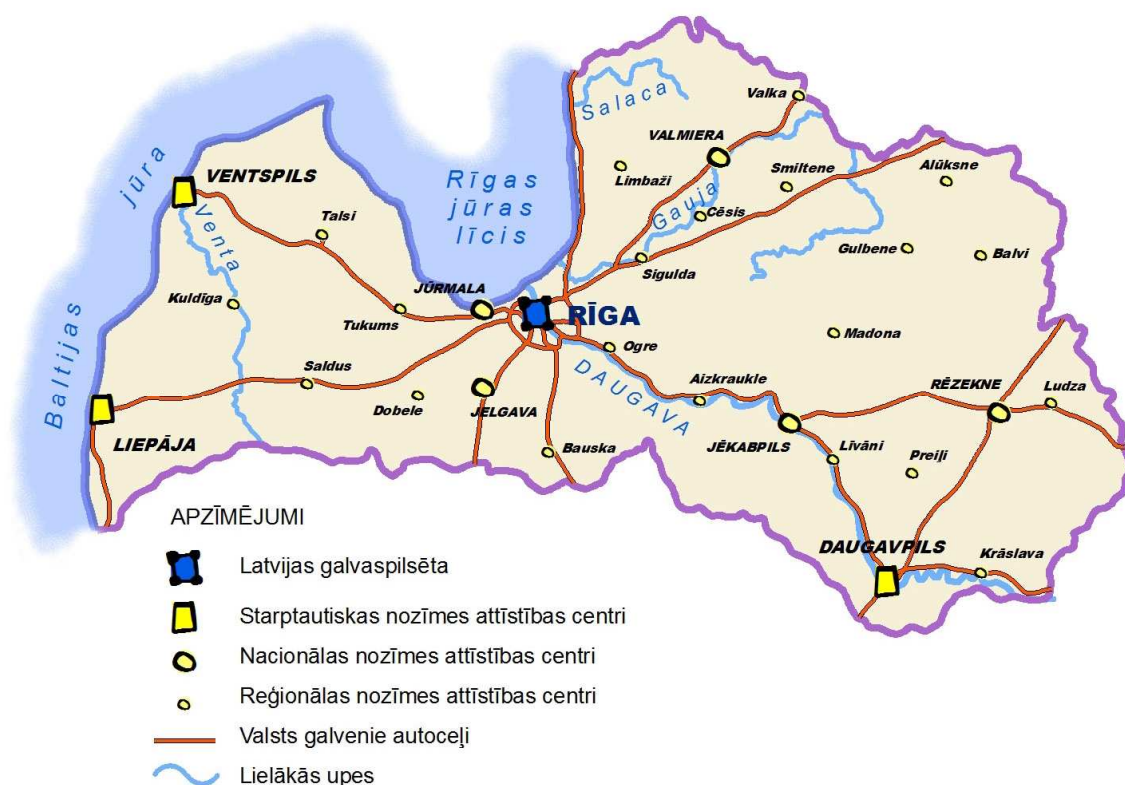 Baltijas
jūra
Rīgas
jūras
līcis
Salaca
Valka
VALMIERA
Limbaži
Smiltene
Alūksne
Gauja
Cēsis
VENTSPILS
Venta
Talsi
Sigulda
Gulbene
Balvi
Kuldīga
JŪRMALA
Tukums
RĪGA
Ogre
Madona
DAUGAVA
Saldus
Dobele
JELGAVA
Aizkraukle
RĒZEKNE
Ludza
LIEPĀJA
Bauska
JĒKABPILS
Līvāni
Preiļi
DAUGAVPILS
Krāslava
APZĪMĒJUMI
Latvijas galvaspilsēta
Starptautiskas nozīmes attīstības centri
Nacionālas nozīmes attīstības centri
Reģionālas nozīmes attīstības centri
Valsts galvenie autoceļi
Lielākās upes